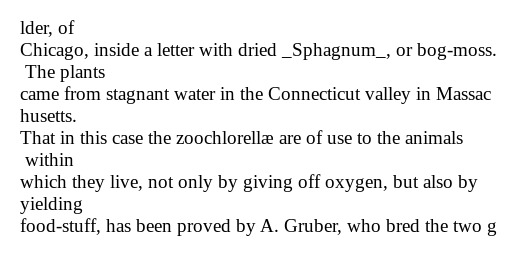 lder, of
Chicago, inside a letter with dried _Sphagnum_, or bog-moss.
The plants
came from stagnant water in the Connecticut valley in Massac
husetts.
That in this case the zoochlorellæ are of use to the animals
within
which they live, not only by giving off oxygen, but also by
yielding
food-stuff, has been proved by A. Gruber, who bred the two g